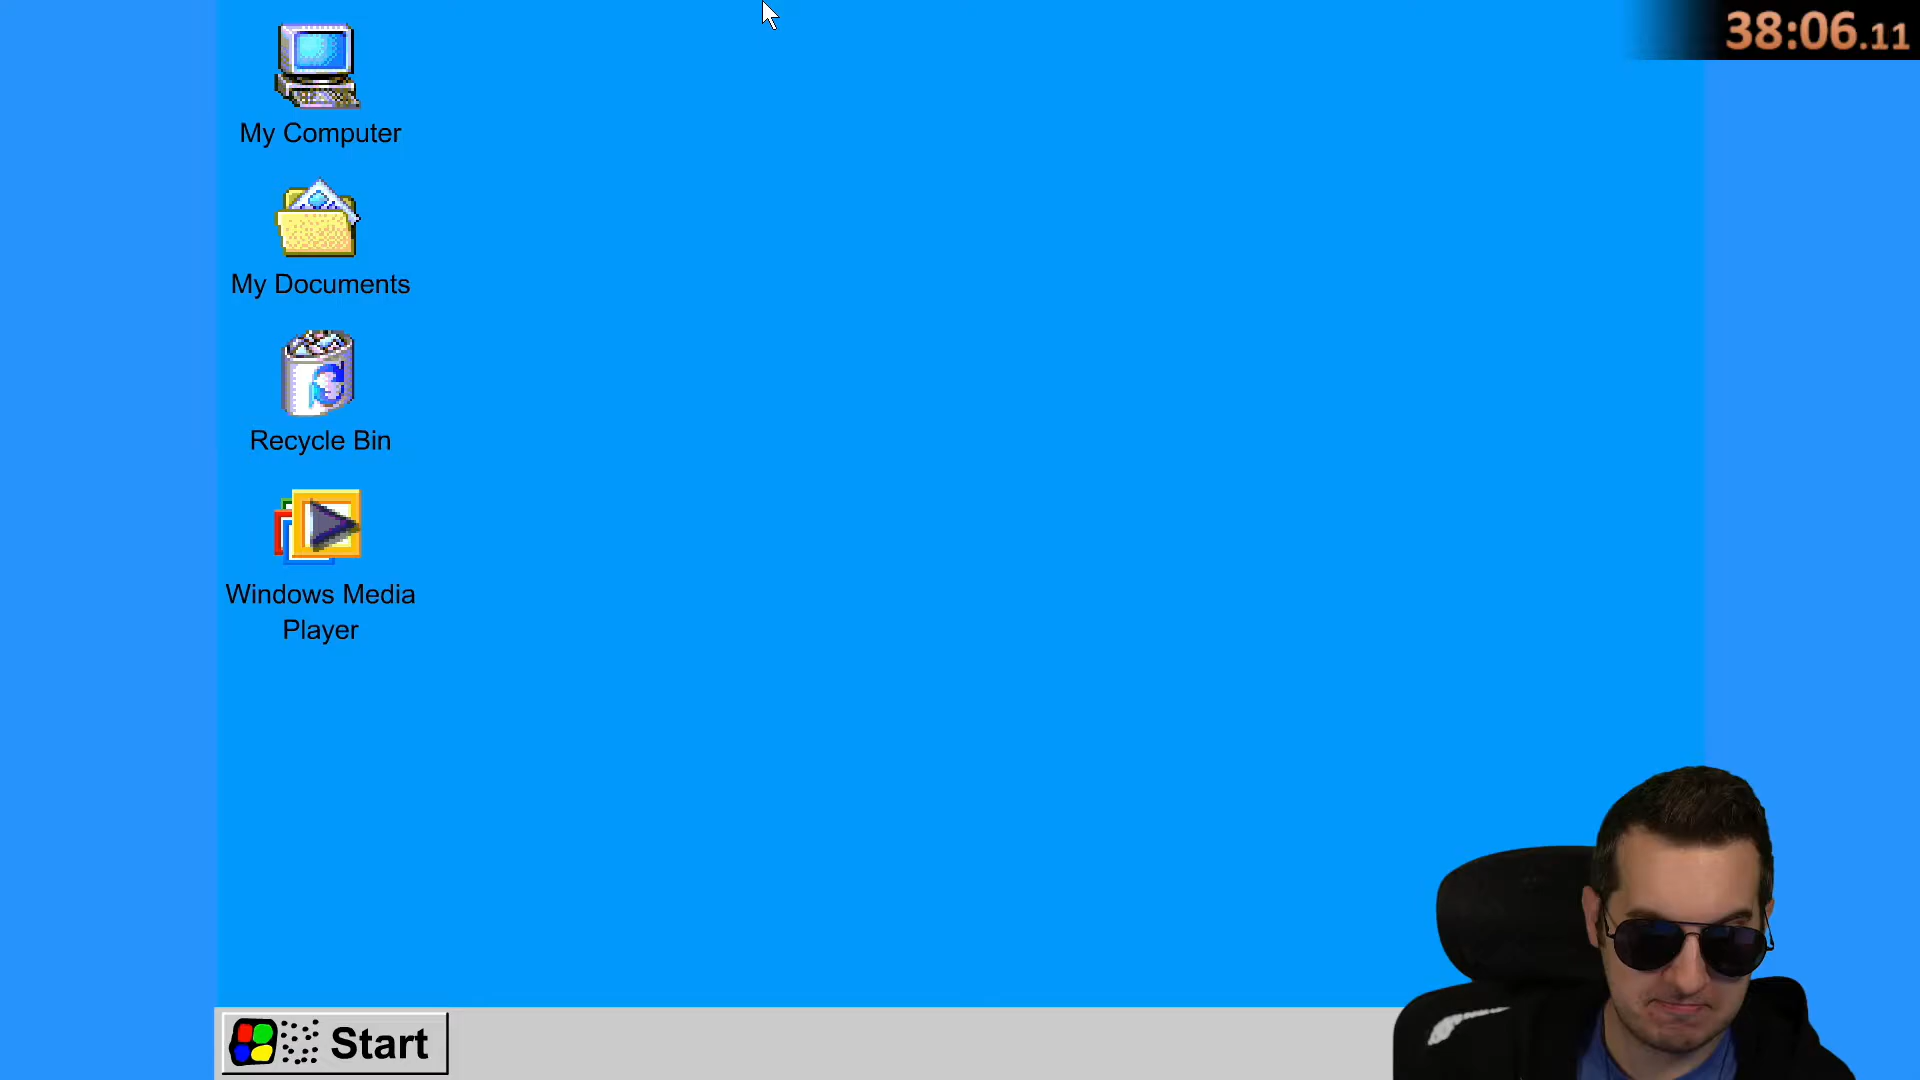 38:06.11
My Computer
My Documents
Recycle Bin
Windows Media
Player
Start